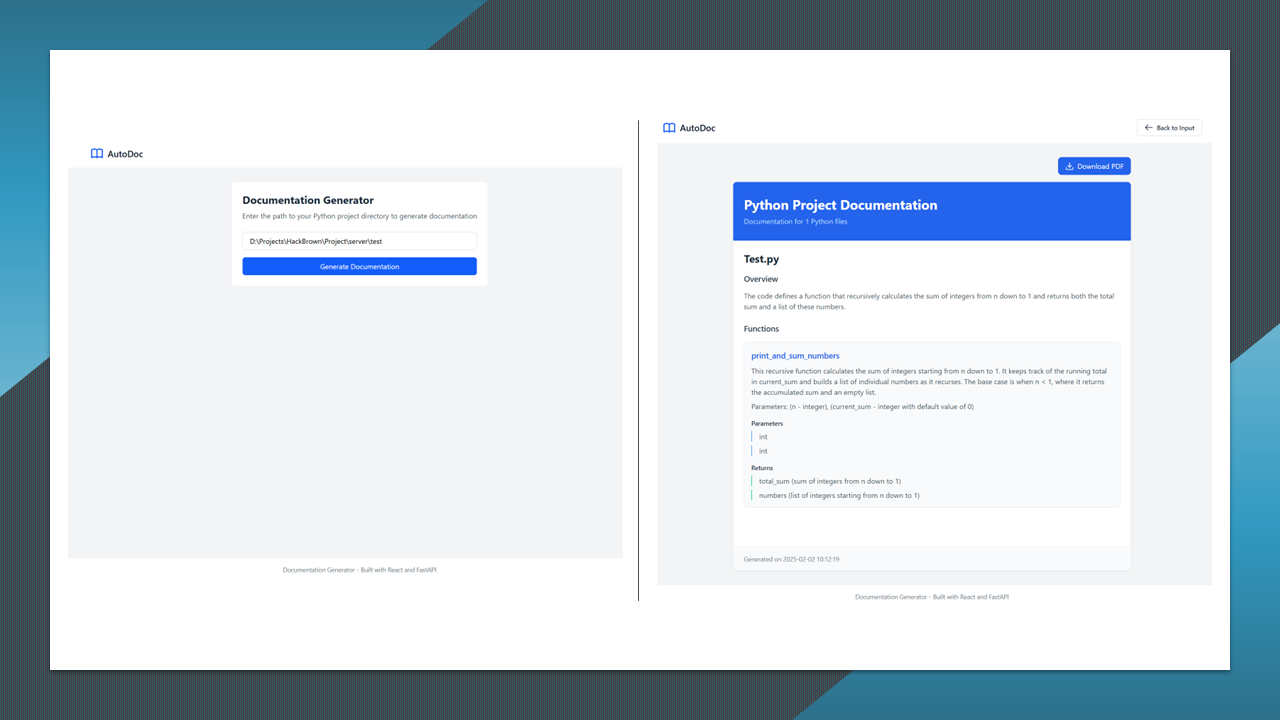 AutoDoc
Documentation Generator
Enter the path to your Python project directory to generate documentation
D:\Projects\HackBrown\Project\server\test
Generate Documentation
Documentation Generator - Built with React and FastAPI
AutoDoc
Back to Input
Download PDF
Python Project Documentation
Documentation for 1 Python files
Test.py
Overview
The code defines a function that recursively calculates the sum of integers from n down to 1 and returns both the total
sum and a list of these numbers.
Functions
print_and_sum_numbers
This recursive function calculates the sum of integers starting from n down to 1. It keeps track of the running total
in current_sum and builds a list of individual numbers as it recurses. The base case is when n < 1, where it returns
the accumulated sum and an empty list.
Parameters: (n - integer), (current_sum - integer with default value of 0)
Parameters
int
int
Returns
total_sum (sum of integers from n down to 1)
numbers (list of integers starting from n down to 1)
Generated on 2025-02-02 10:12:19
Documentation Generator - Built with React and FastAPI